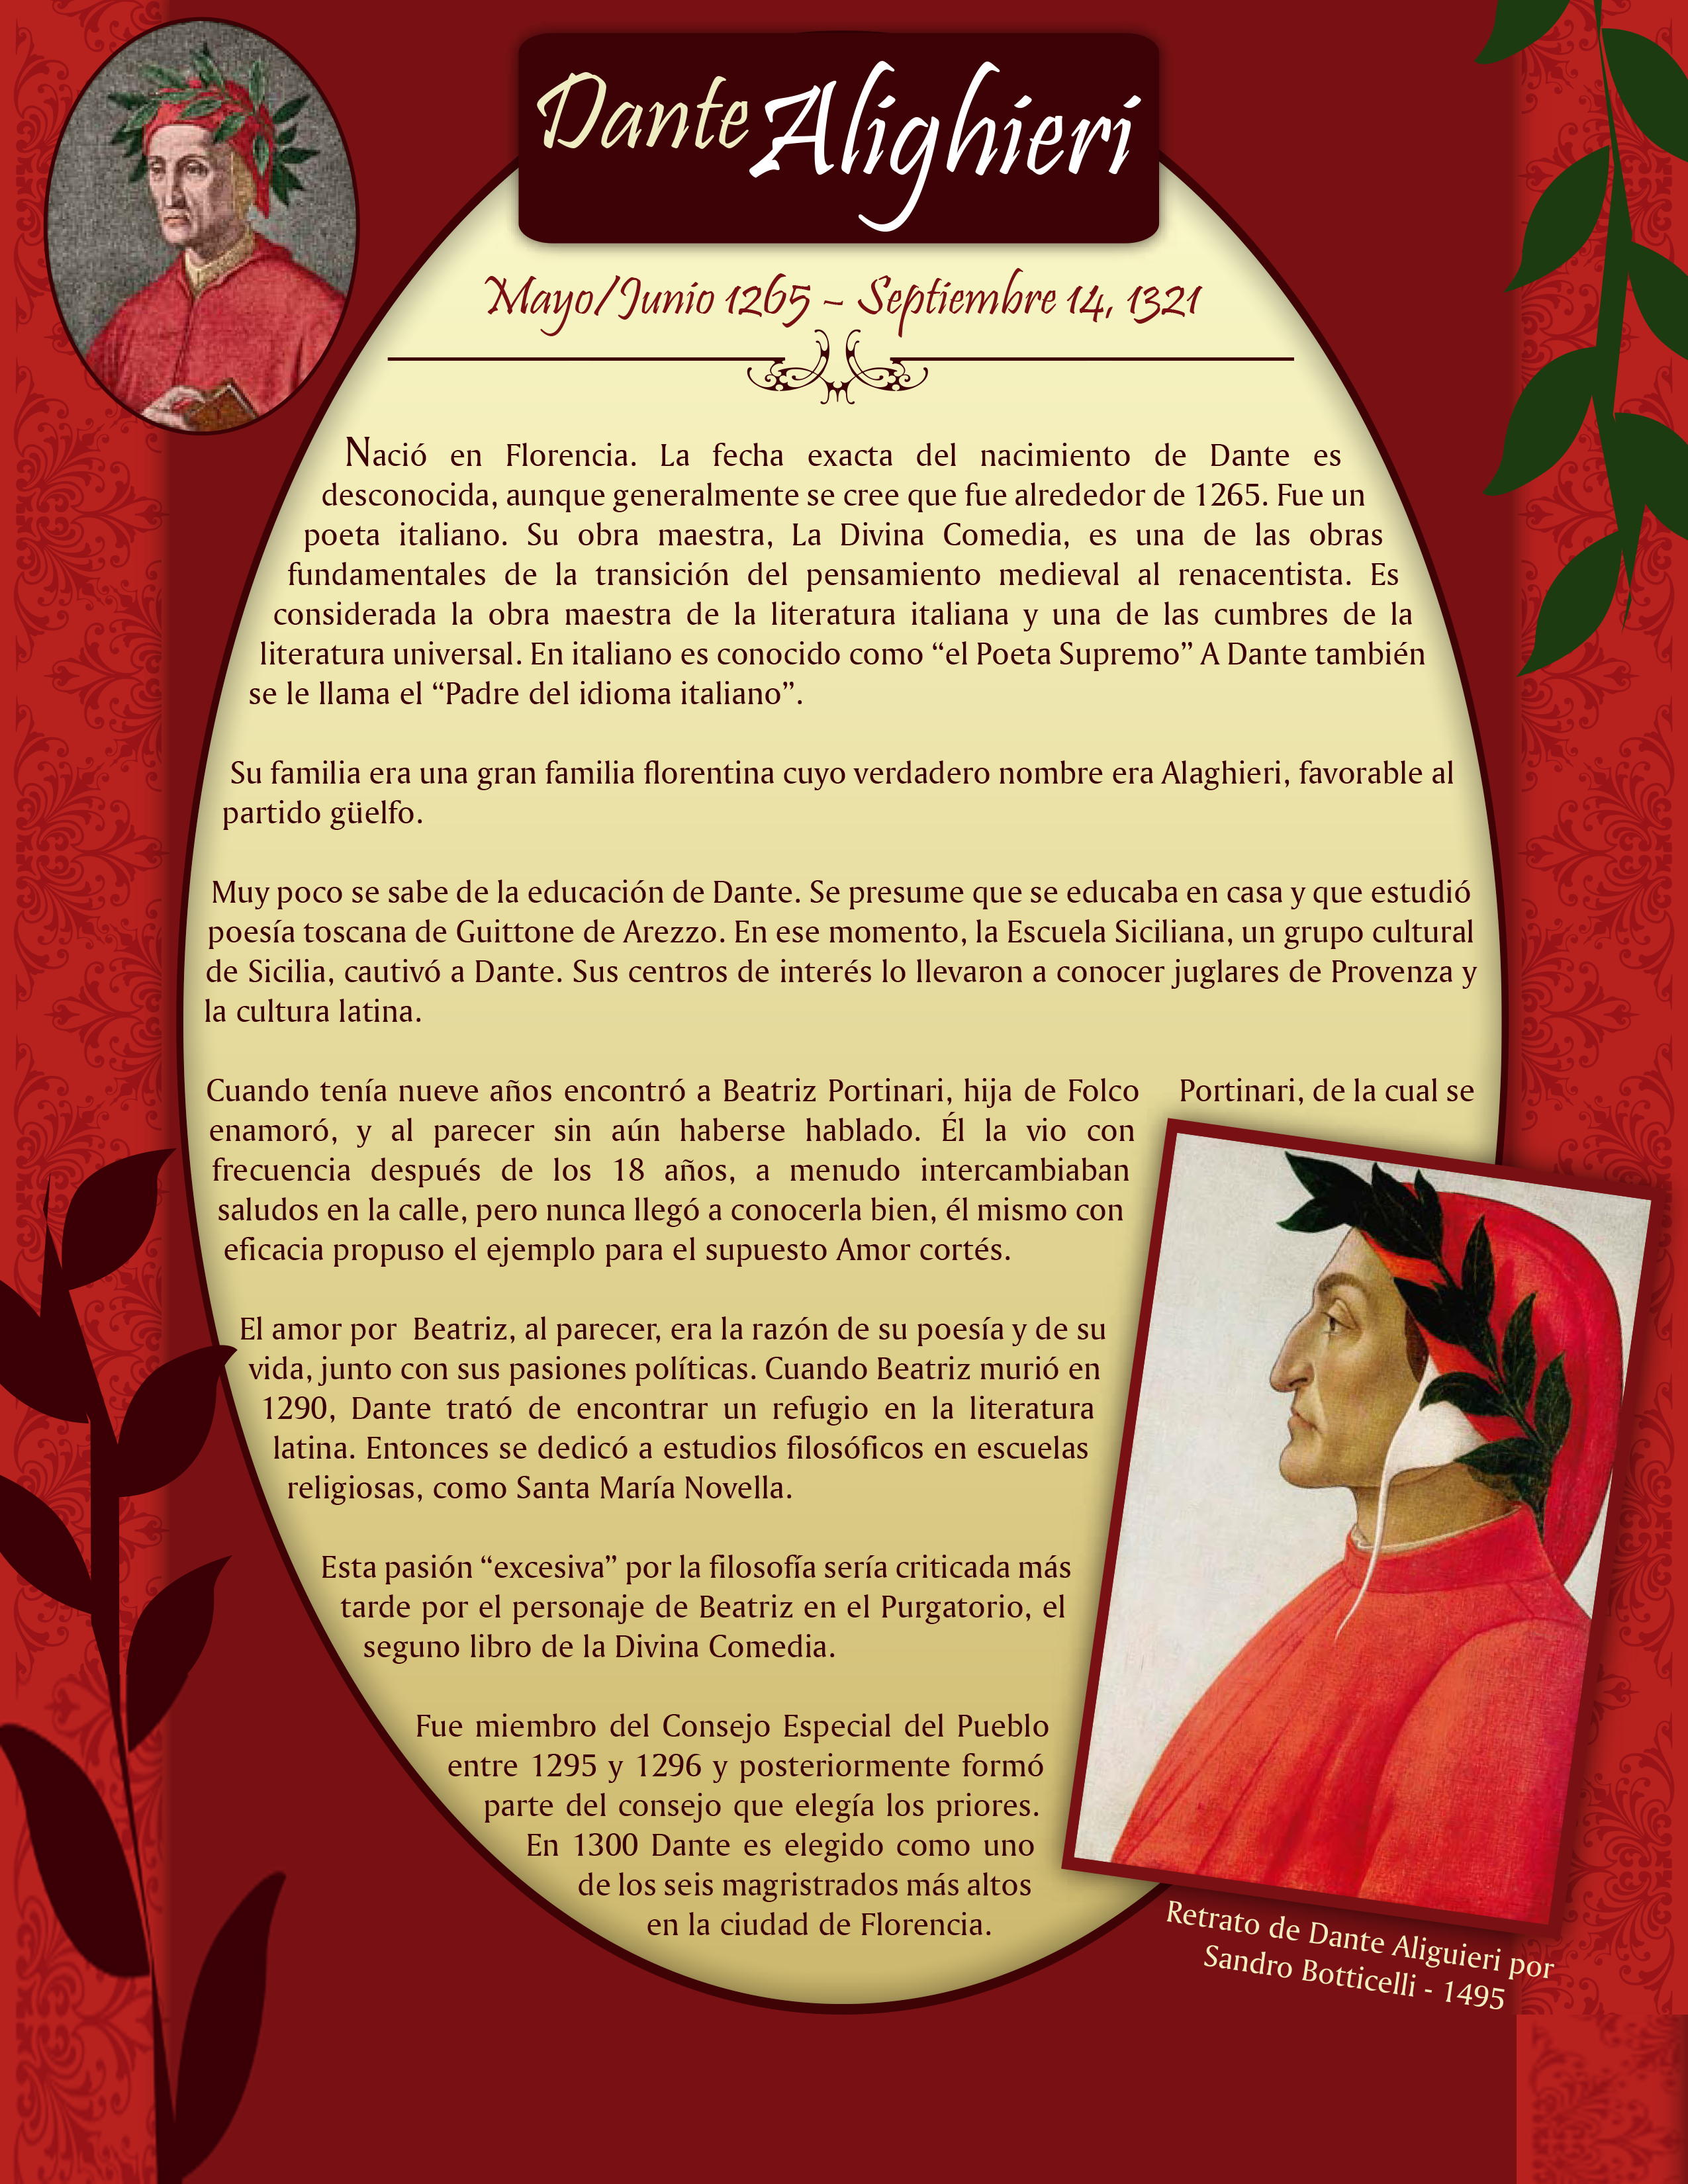 Dante Alighieri
Mayo/Junio 1265 – Septiembre 14, 1321
Nació en Florencia. La fecha exacta del nacimiento de Dante es
desconocida, aunque generalmente se cree que fue alrededor de 1265. Fue un
poeta italiano. Su obra maestra, La Divina Comedia, es una de las obras
fundamentales de la transición del pensamiento medieval al renacentista. Es
considerada la obra maestra de la literatura italiana y una de las cumbres de la
literatura universal. En italiano es conocido como “el Poeta Supremo” A Dante también
se le llama el “Padre del idioma italiano”.
Su familia era una gran familia florentina cuyo verdadero nombre era Alaghieri, favorable al
partido güelfo.
Muy poco se sabe de la educación de Dante. Se presume que se educaba en casa y que estudió
poesía toscana de Guittone de Arezzo. En ese momento, la Escuela Siciliana, un grupo cultural
de Sicilia, cautivó a Dante. Sus centros de interés lo llevaron a conocer juglares de Provenza y
la cultura latina.
Cuando tenía nueve años encontró a Beatriz Portinari, hija de Folco Portinari, de la cual se
enamoró, y al parecer sin aún haberse hablado. Él la vio con
frecuencia después de los 18 años, a menudo intercambiaban
saludos en la calle, pero nunca llegó a conocerla bien, él mismo con
eficacia propuso el ejemplo para el supuesto Amor cortés.
El amor por Beatriz, al parecer, era la razón de su poesía y de su
vida, junto con sus pasiones políticas. Cuando Beatriz murió en
1290, Dante trató de encontrar un refugio en la literatura
latina. Entonces se dedicó a estudios filosóficos en escuelas
religiosas, como Santa María Novella.
Esta pasión “excesiva” por la filosofía sería criticada más
tarde por el personaje de Beatriz en el Purgatorio, el
seguno libro de la Divina Comedia.
Fue miembro del Consejo Especial del Pueblo
entre 1295 y 1296 y posteriormente formó
parte del consejo que elegía los priores.
En 1300 Dante es elegido como uno
de los seis magristrados más altos
en la ciudad de Florencia.
Retrato de Dante Aliguieri por
Sandro Botticelli - 1495